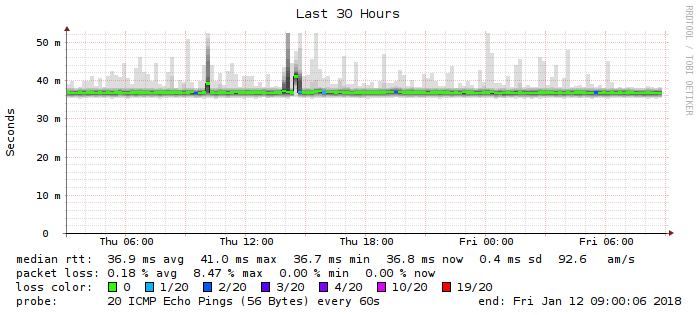 Last 30 Hours
RRDTOOL / TOBI OETIKER
Seconds
50 m
40 m
30 m
20 m
10 m
0
Thu 06:00 Thu 12:00 Thu 18:00 Fri 00:00 Fri 06:00
median rtt: 36.9 ms avg 41.0 ms max 36.7 ms min 36.8 ms now 0.4 ms sd 92.6 am/s
packet loss: 0.18 % avg 8.47 % max 0.00 % min 0.00 % now
loss color: 0 1/20 2/20 3/20 4/20 10/20 19/20
probe: 20 ICMP Echo Pings (56 Bytes) every 60s end: Fri Jan 12 09:00:06 2018